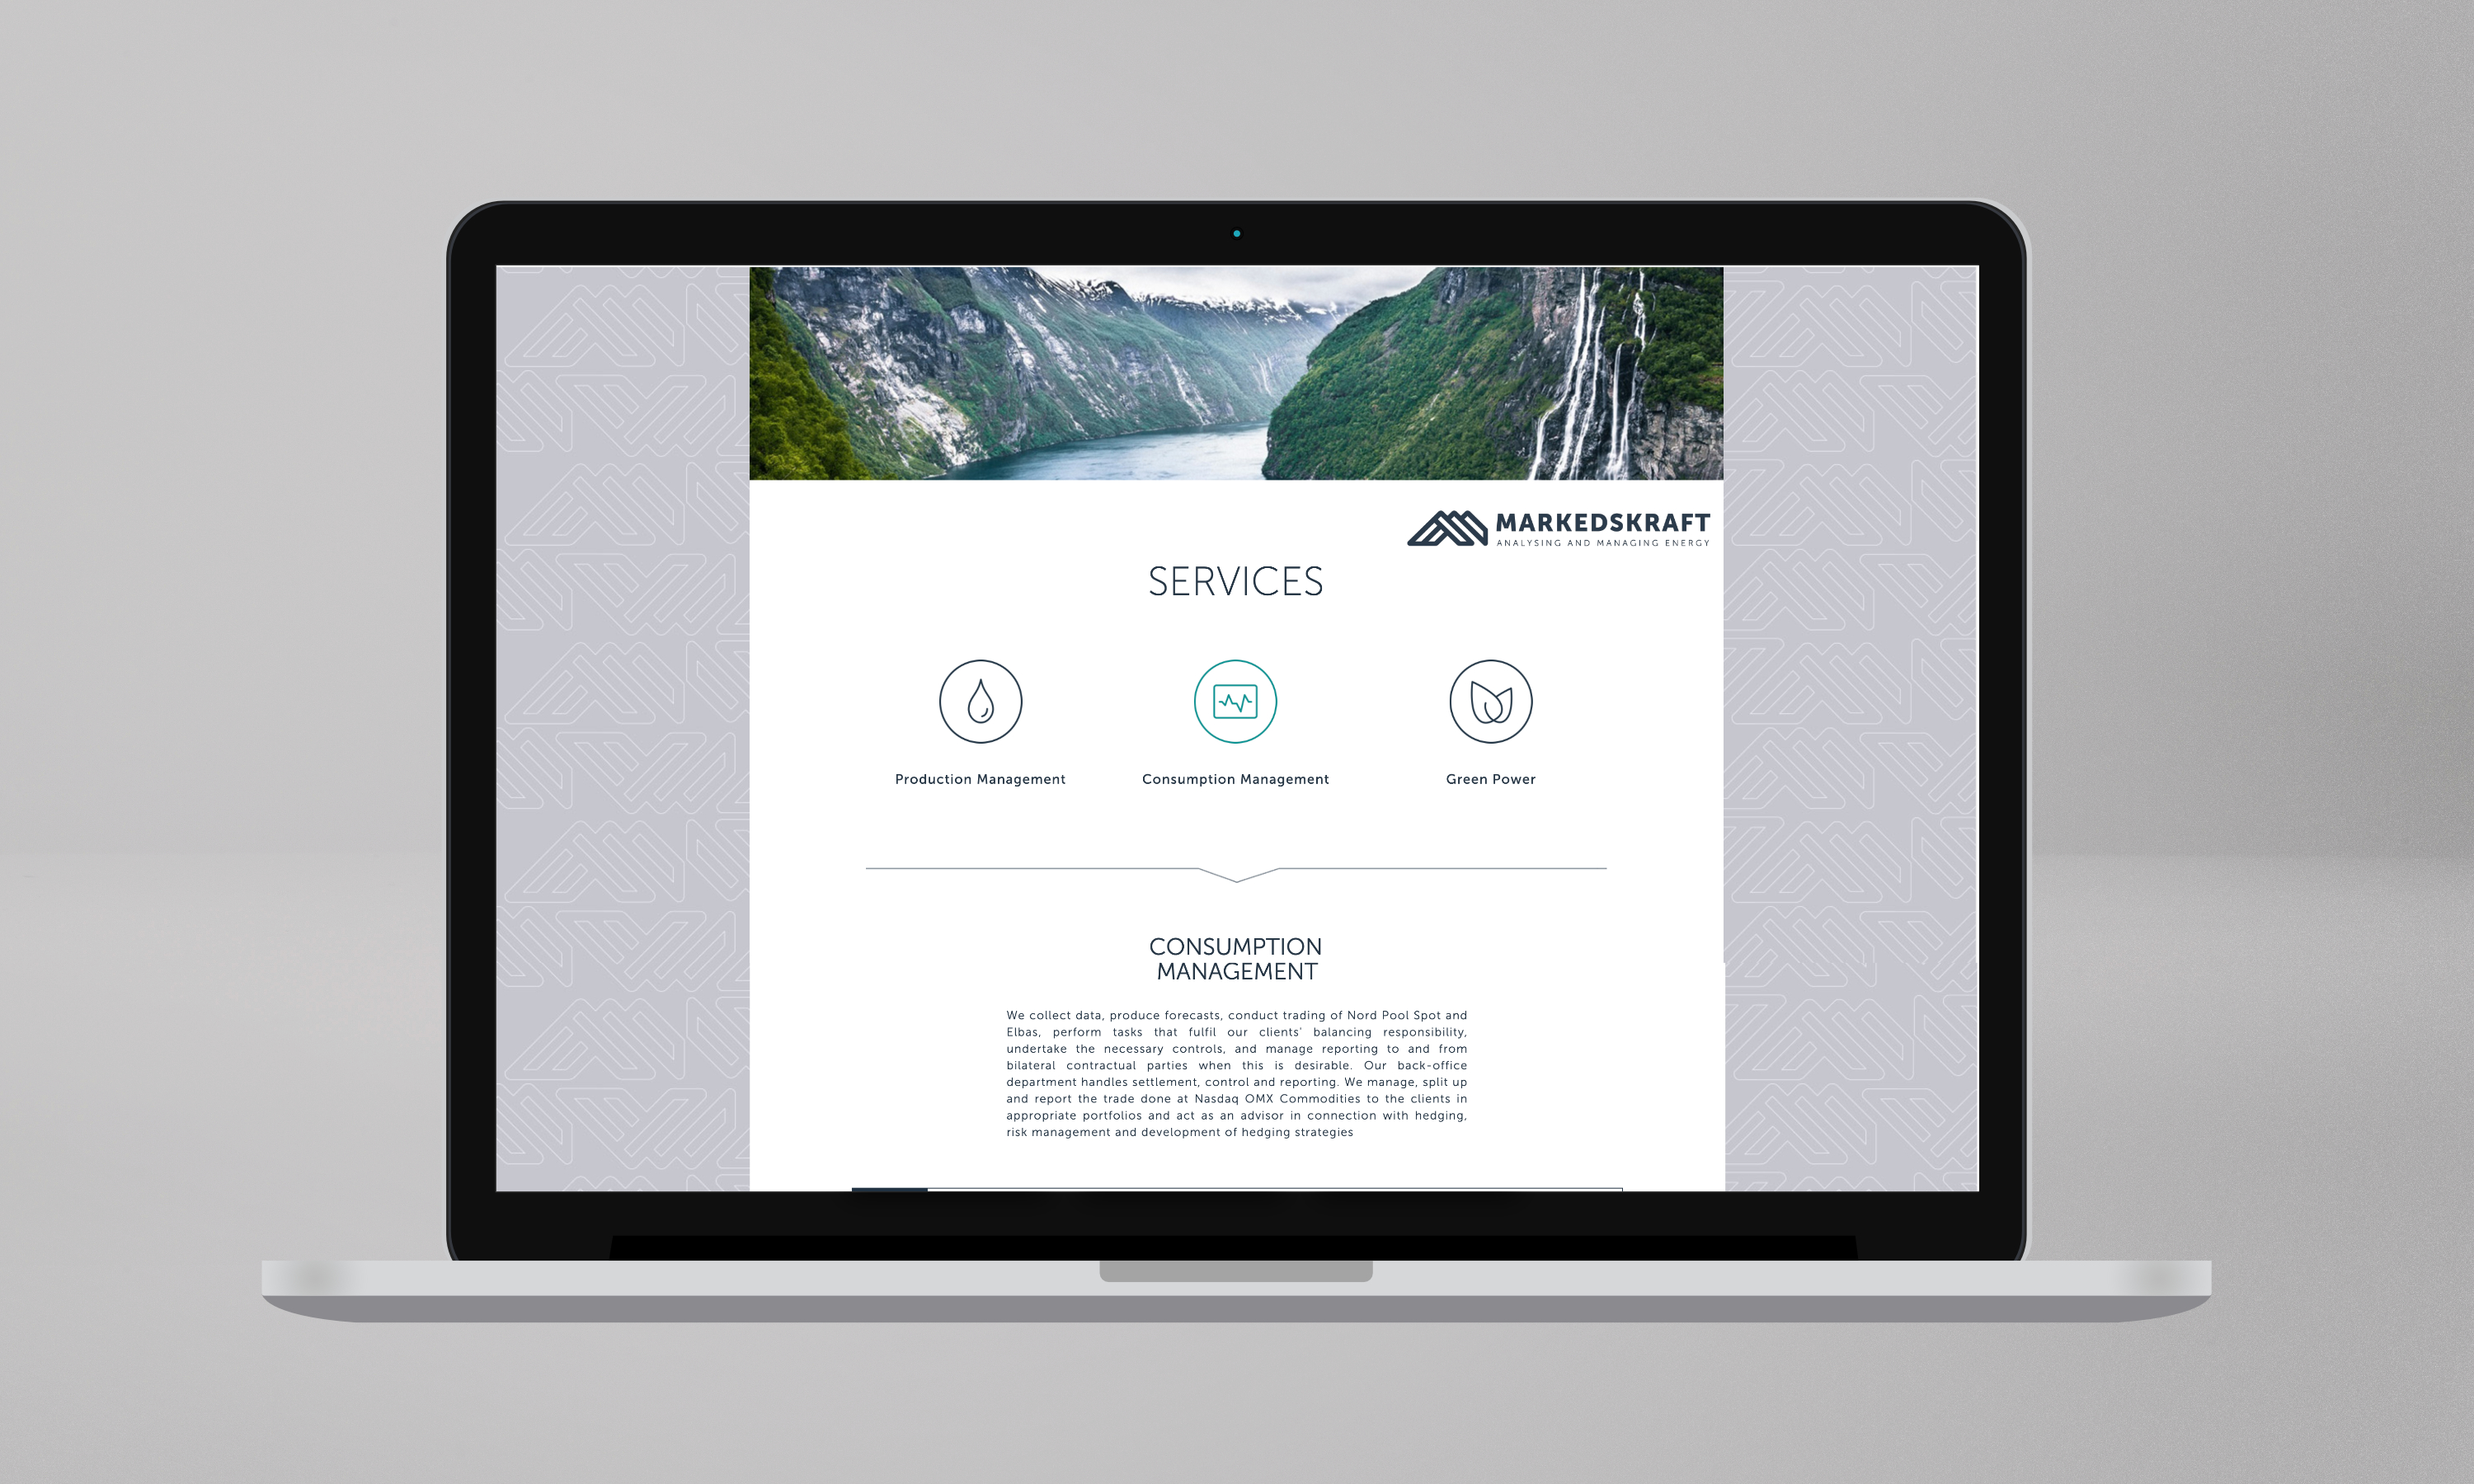 MARKEDSKRAFT
ANALYSING AND MANAGING ENERGY
SERVICES
Production Management
Consumption Management
Green Power
CONSUMPTION
MANAGEMENT
We collect data, produce forecasts, conduct trading of Nord Pool Spot and
Elbas, perform tasks that fulfil our clients' balancing responsibility,
undertake the necessary controls, and manage reporting to and from
bilateral contractual parties when this is desirable. Our back-office
department handles settlement, control and reporting. We manage, split up
and report the trade done at Nasdaq OMX Commodities to the clients in
appropriate portfolios and act as an advisor in connection with hedging,
risk management and development of hedging strategies